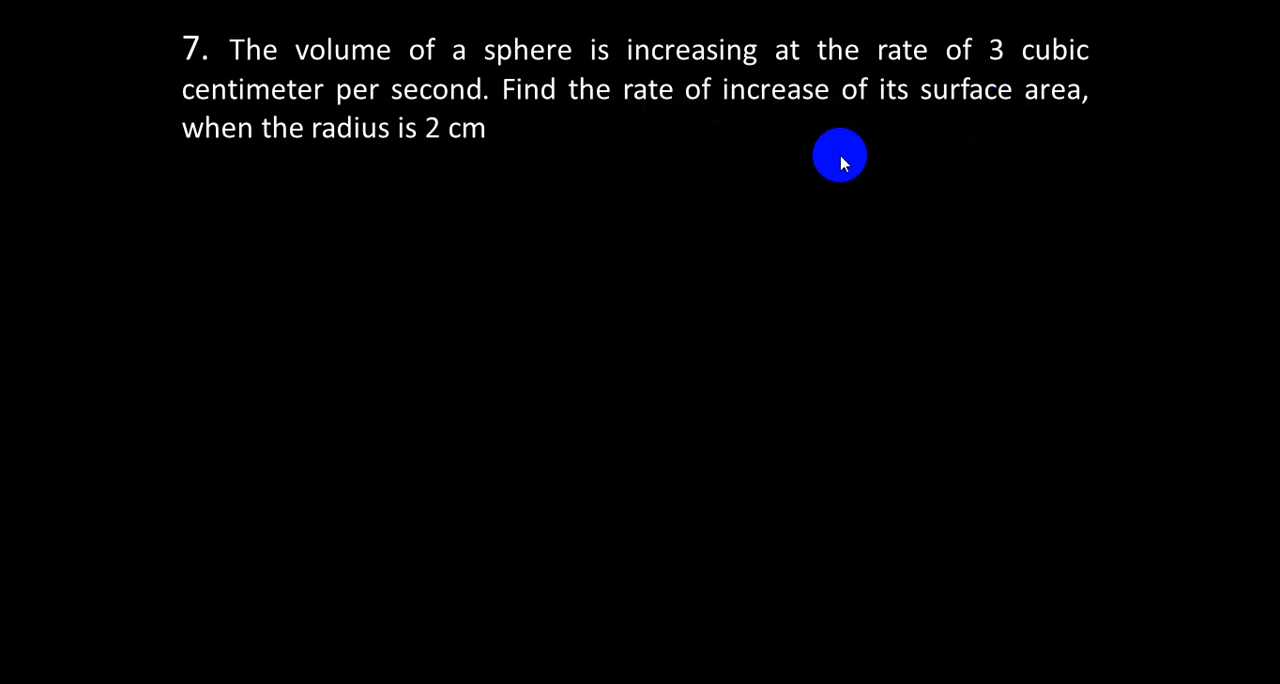 7. The volume of a sphere is increasing at the rate of 3 cubic
centimeter per second. Find the rate of increase of its surface area,
when the radius is 2 cm